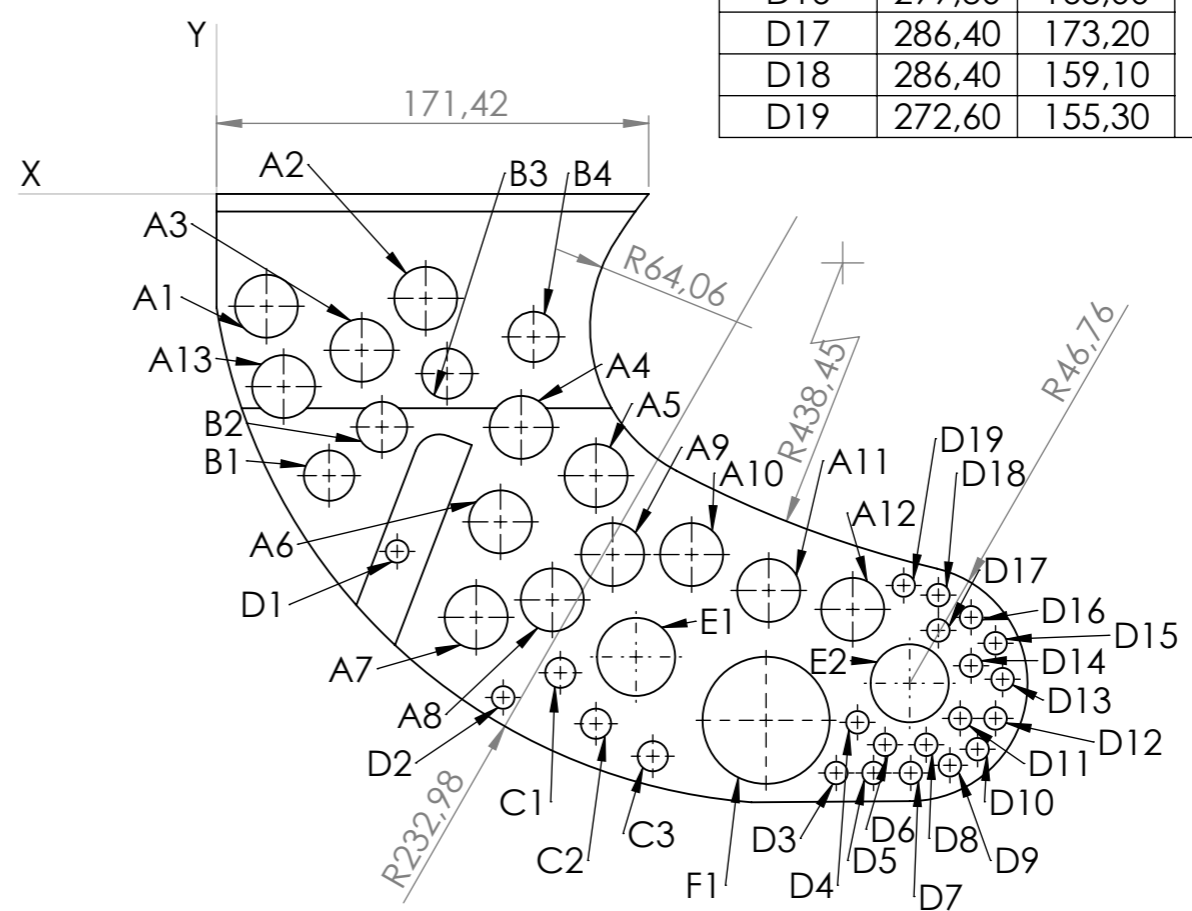 D17 286,40 173,20
D18 286,40 159,10
D19 272,60 155,30
Y
171,42
X
A2
B3
B4
A3
R64,06
A1
A13
A4
R46,76
R438,45
A5
B2
B1
A9
D19
A10
A11
D18
A12
A6
D17
D1
D16
E1
D15
E2
D14
A7
D13
A8
D12
D2
D11
C1
D10
R232,98
C2
C3
D3
D6
D8
D5
D9
F1
D4
D7